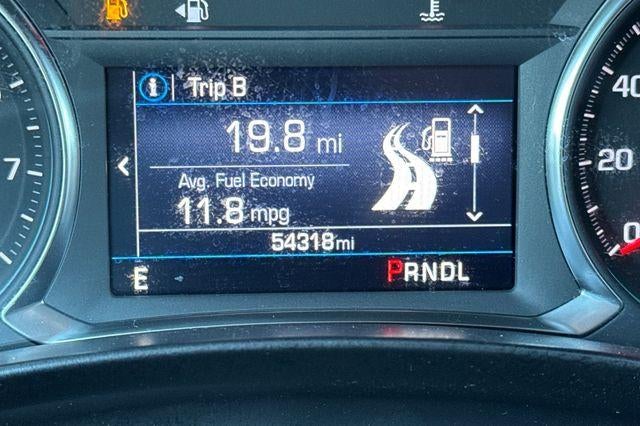 Trip B
19.8 mi
Avg. Fuel Economy
11.8 mpg
54318mi
E
PRNDL
7
40
20
0